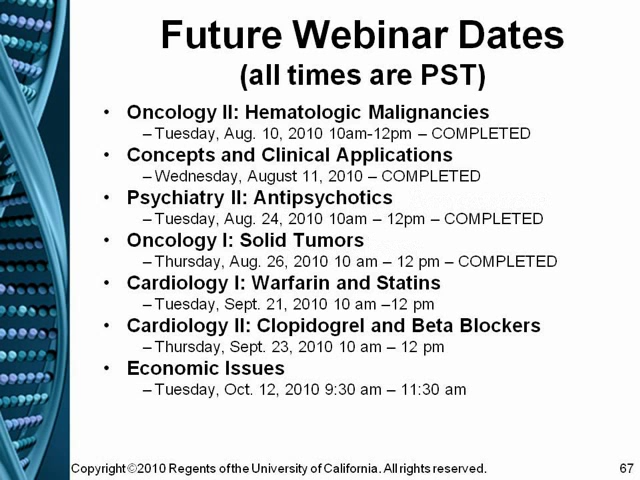 Future Webinar Dates
(all times are PST)
• Oncology II: Hematologic Malignancies
– Tuesday, Aug. 10, 2010 10am-12pm – COMPLETED
• Concepts and Clinical Applications
– Wednesday, August 11, 2010 – COMPLETED
• Psychiatry II: Antipsychotics
– Tuesday, Aug. 24, 2010 10am – 12pm – COMPLETED
• Oncology I: Solid Tumors
– Thursday, Aug. 26, 2010 10 am – 12 pm – COMPLETED
• Cardiology I: Warfarin and Statins
– Tuesday, Sept. 21, 2010 10 am –12 pm
• Cardiology II: Clopidogrel and Beta Blockers
– Thursday, Sept. 23, 2010 10 am – 12 pm
• Economic Issues
– Tuesday, Oct. 12, 2010 9:30 am – 11:30 am
Copyright ©2010 Regents of the University of California. All rights reserved. 67